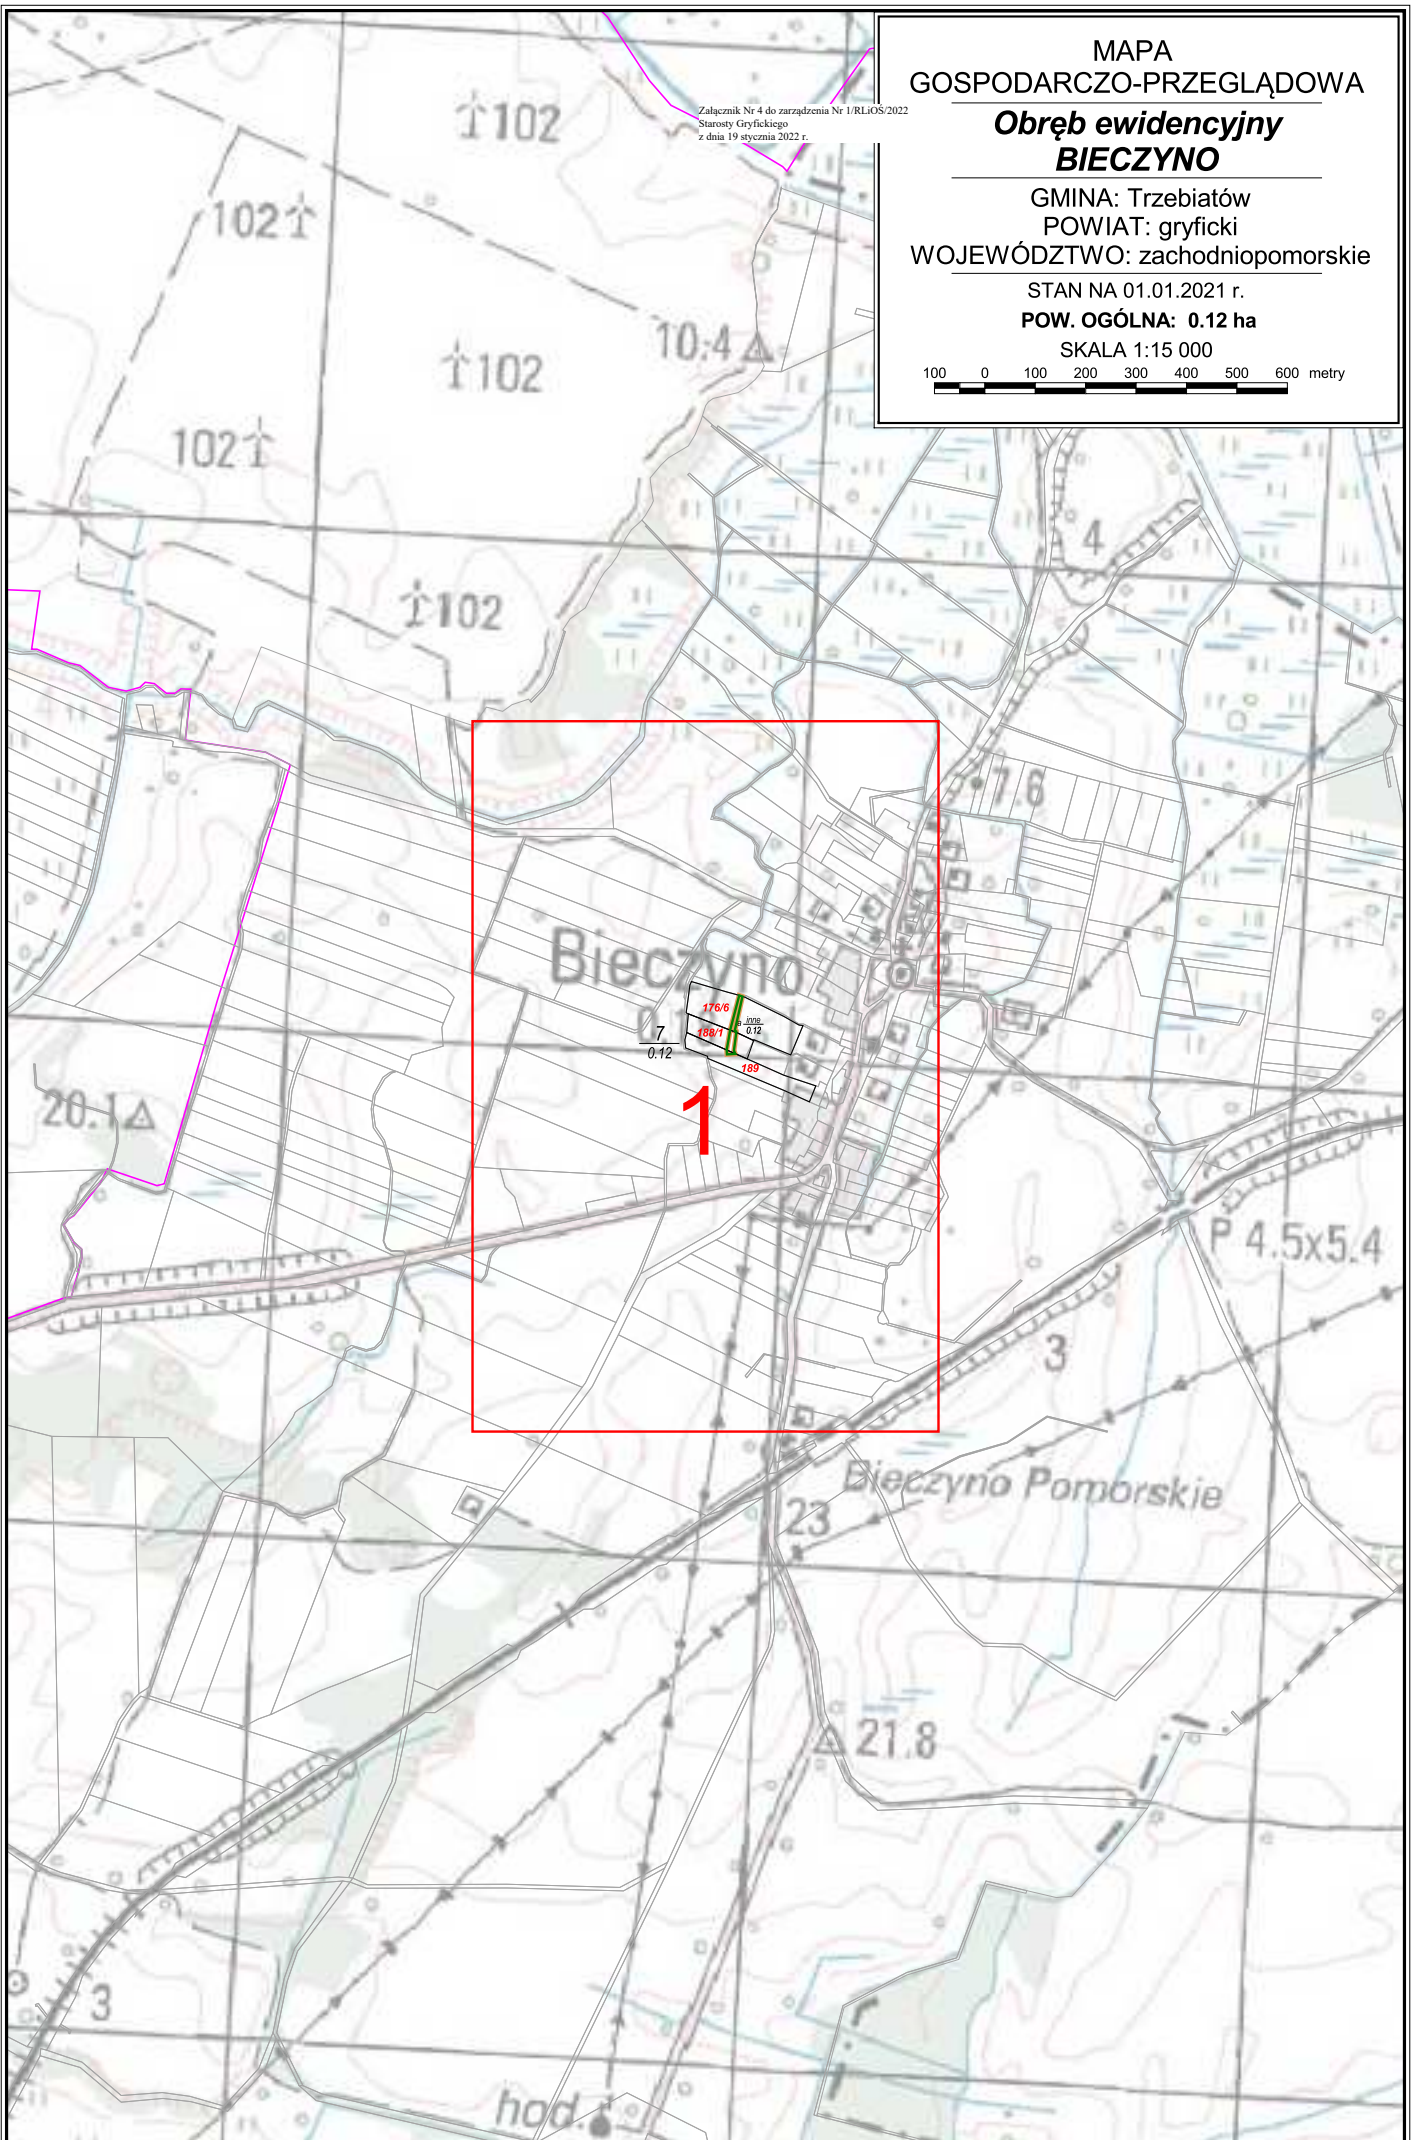 MAPA
GOSPODARCZO-PRZEGLĄDOWA
Obręb ewidencyjny
BIECZYNO
GMINA: Trzebiatów
POWIAT: gryficki
WOJEWÓDZTWO: zachodniopomorskie
STAN NA 01.01.2021 r.
POW. OGÓLNA: 0.12 ha
SKALA 1:15 000
100 0 100 200 300 400 500 600 metry
Załącznik Nr 4 do zarządzenia Nr 1/RLiOŚ/2022
Starosty Gryfickiego
z dnia 19 stycznia 2022 r.
102
102
10.4
102
102
4
102
7.6
Bieczyno
176/6
inne
0.12
188/1
7
0.12
189
1
20.1
P 4.5x5.4
3
Bieczyno Pomorskie
23
21.8
3
hod.